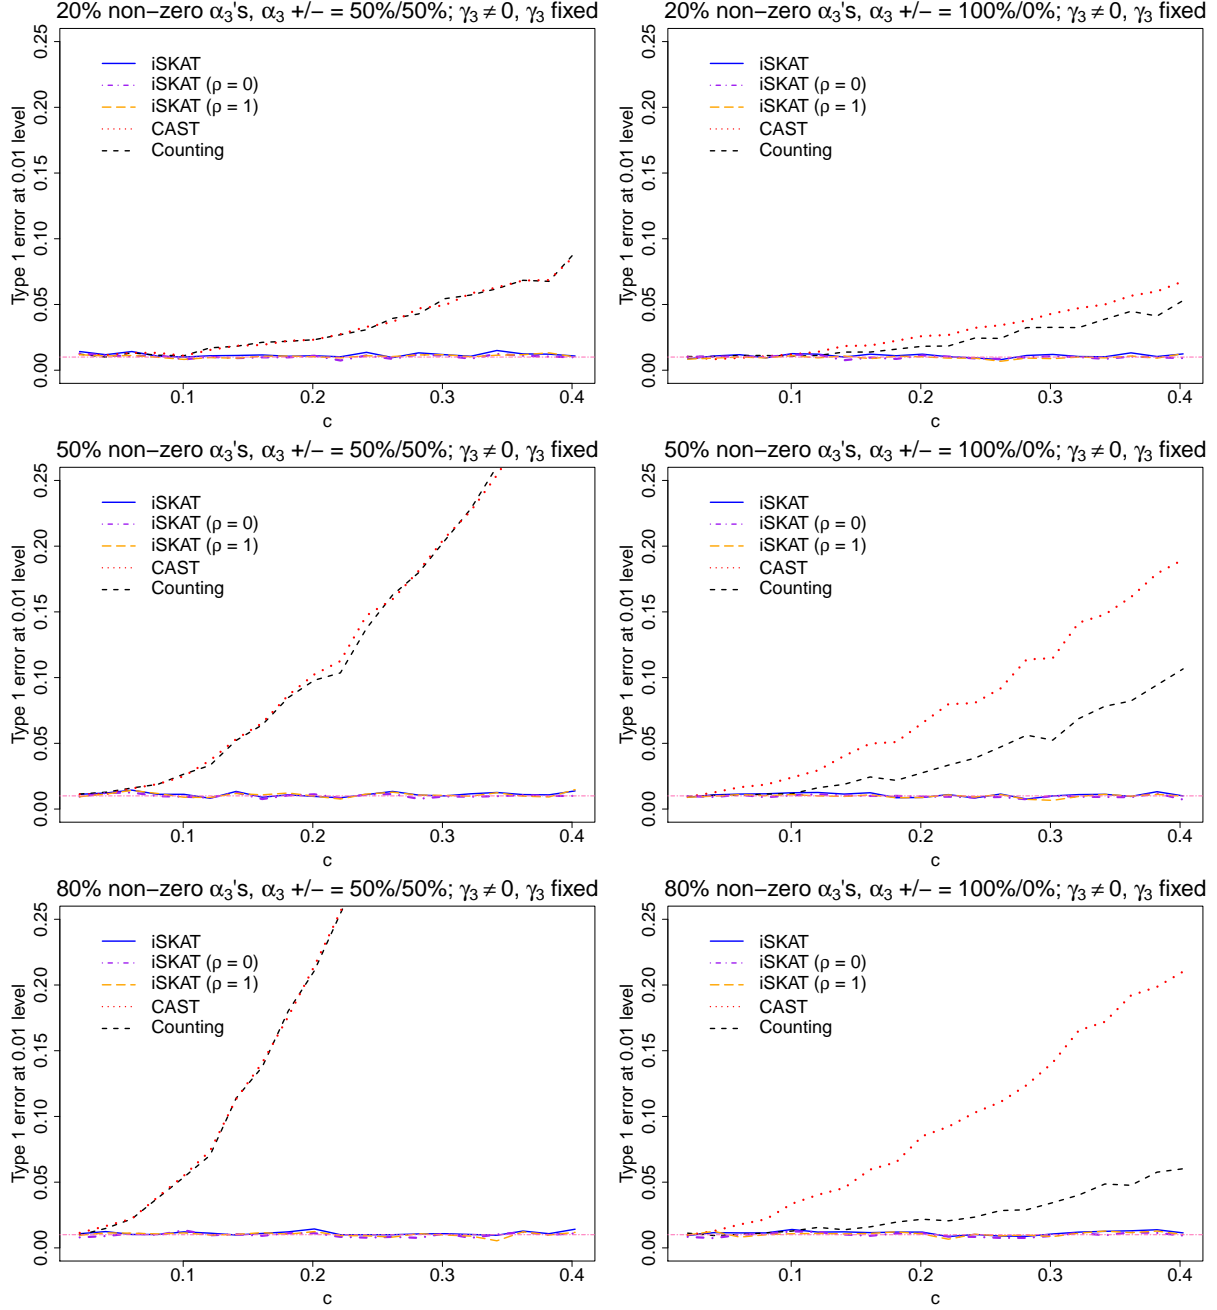 20% non−zero α₃'s, α₃ +/− = 50%/50%; γ₃ ≠ 0, γ₃ fixed
Type 1 error at 0.01 level
0.00 0.05 0.10 0.15 0.20 0.25
iSKAT
iSKAT (ρ = 0)
iSKAT (ρ = 1)
CAST
Counting
0.1 0.2 0.3 0.4
c
20% non−zero α₃'s, α₃ +/− = 100%/0%; γ₃ ≠ 0, γ₃ fixed
Type 1 error at 0.01 level
0.00 0.05 0.10 0.15 0.20 0.25
iSKAT
iSKAT (ρ = 0)
iSKAT (ρ = 1)
CAST
Counting
0.1 0.2 0.3 0.4
c
50% non−zero α₃'s, α₃ +/− = 50%/50%; γ₃ ≠ 0, γ₃ fixed
Type 1 error at 0.01 level
0.00 0.05 0.10 0.15 0.20 0.25
iSKAT
iSKAT (ρ = 0)
iSKAT (ρ = 1)
CAST
Counting
0.1 0.2 0.3 0.4
c
50% non−zero α₃'s, α₃ +/− = 100%/0%; γ₃ ≠ 0, γ₃ fixed
Type 1 error at 0.01 level
0.00 0.05 0.10 0.15 0.20 0.25
iSKAT
iSKAT (ρ = 0)
iSKAT (ρ = 1)
CAST
Counting
0.1 0.2 0.3 0.4
c
80% non−zero α₃'s, α₃ +/− = 50%/50%; γ₃ ≠ 0, γ₃ fixed
Type 1 error at 0.01 level
0.00 0.05 0.10 0.15 0.20 0.25
iSKAT
iSKAT (ρ = 0)
iSKAT (ρ = 1)
CAST
Counting
0.1 0.2 0.3 0.4
c
80% non−zero α₃'s, α₃ +/− = 100%/0%; γ₃ ≠ 0, γ₃ fixed
Type 1 error at 0.01 level
0.00 0.05 0.10 0.15 0.20 0.25
iSKAT
iSKAT (ρ = 0)
iSKAT (ρ = 1)
CAST
Counting
0.1 0.2 0.3 0.4
c